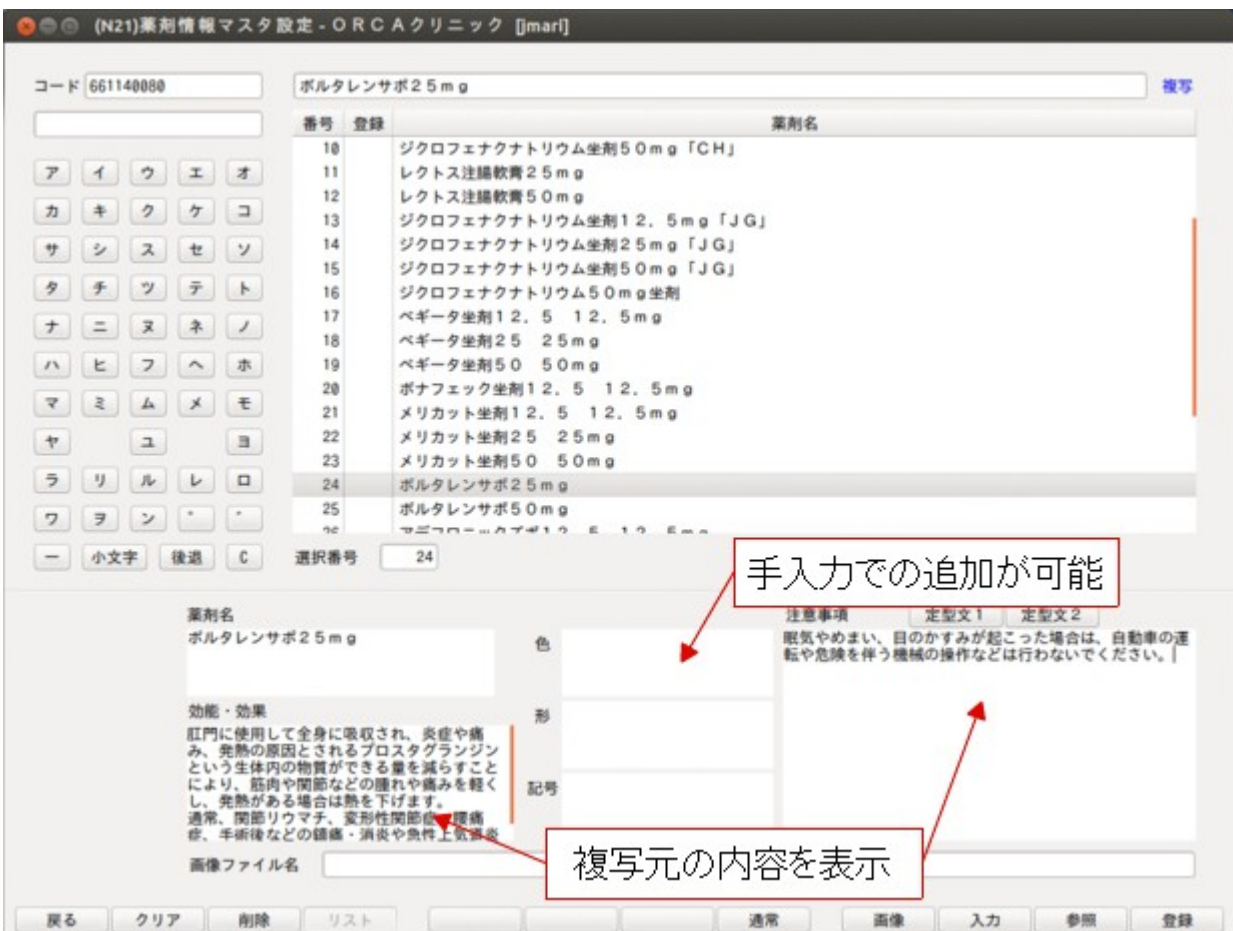 (N21)薬剤情報マスタ設定-ＯＲＣＡクリニック [jmari]
コード 661140080 ボルタレンサポ２５ｍｇ 複写
番号 登録 薬剤名
10 ジクロフェナクナトリウム坐剤５０ｍｇ「ＣＨ」
11 レクトス注腸軟膏２５ｍｇ
12 レクトス注腸軟膏５０ｍｇ
13 ジクロフェナクナトリウム坐剤１２．５ｍｇ「ＪＧ」
14 ジクロフェナクナトリウム坐剤２５ｍｇ「ＪＧ」
15 ジクロフェナクナトリウム坐剤５０ｍｇ「ＪＧ」
16 ジクロフェナクナトリウム５０ｍｇ坐剤
17 ベギータ坐剤１２．５　１２．５ｍｇ
18 ベギータ坐剤２５　２５ｍｇ
19 ベギータ坐剤５０　５０ｍｇ
20 ボナフェック坐剤１２．５　１２．５ｍｇ
21 メリカット坐剤１２．５　１２．５ｍｇ
22 メリカット坐剤２５　２５ｍｇ
23 メリカット坐剤５０　５０ｍｇ
24 ボルタレンサポ２５ｍｇ
25 ボルタレンサポ５０ｍｇ
ア イ ウ エ オ
カ キ ク ケ コ
サ シ ス セ ソ
タ チ ツ テ ト
ナ ニ ヌ ネ ノ
ハ ヒ フ ヘ ホ
マ ミ ム メ モ
ヤ ユ ヨ
ラ リ ル レ ロ
ワ ヲ ン ゛ ゜
ー 小文字 後退 C
選択番号 24
手入力での追加が可能
薬剤名
ボルタレンサポ２５ｍｇ
効能・効果
肛門に使用して全身に吸収され、炎症や痛
み、発熱の原因とされるプロスタグランジン
という生体内の物質ができる量を減らすこと
により、筋肉や関節などの腫れや痛みを軽く
し、発熱がある場合は熱を下げます。
通常、関節リウマチ、変形性関節症、腰痛
症、手術後などの鎮痛・消炎や急性上気道炎
色
形
記号
注意事項 定型文１ 定型文２
眠気やめまい、目のかすみが起こった場合は、自動車の運
転や危険を伴う機械の操作などは行わないでください。
複写元の内容を表示
画像ファイル名
戻る クリア 削除 リスト 通常 画像 入力 参照 登録